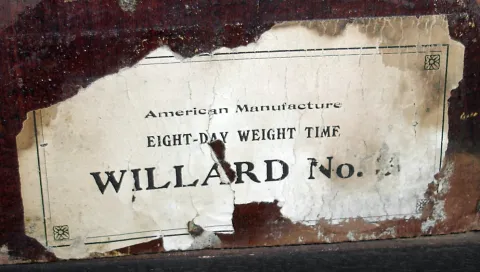 American Manufacture
EIGHT-DAY WEIGHT TIME
WILLARD No.